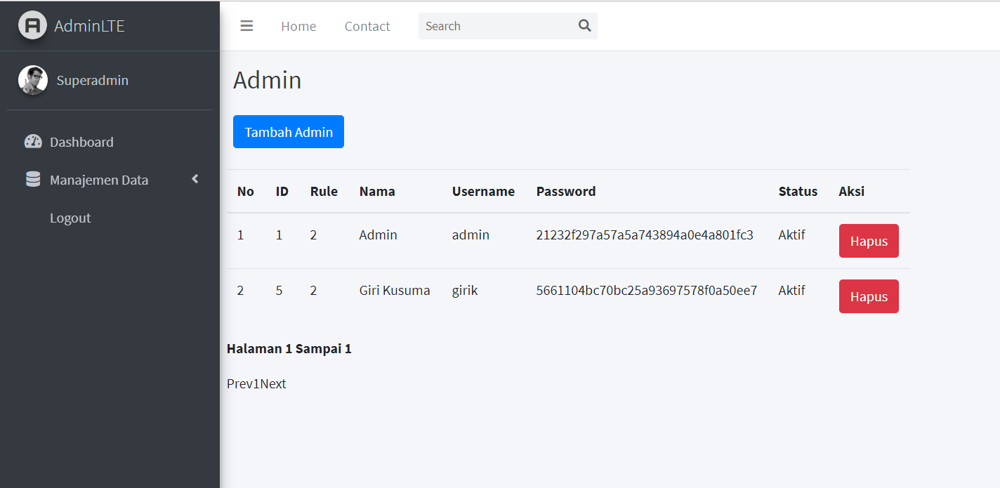 AdminLTE
Home Contact Search
Superadmin
Dashboard
Manajemen Data
Logout
Admin
Tambah Admin
No ID Rule Nama Username Password Status Aksi
1 1 2 Admin admin 21232f297a57a5a743894a0e4a801fc3 Aktif Hapus
2 5 2 Giri Kusuma girik 5661104bc70bc25a93697578f0a50ee7 Aktif Hapus
Halaman 1 Sampai 1
Prev1Next